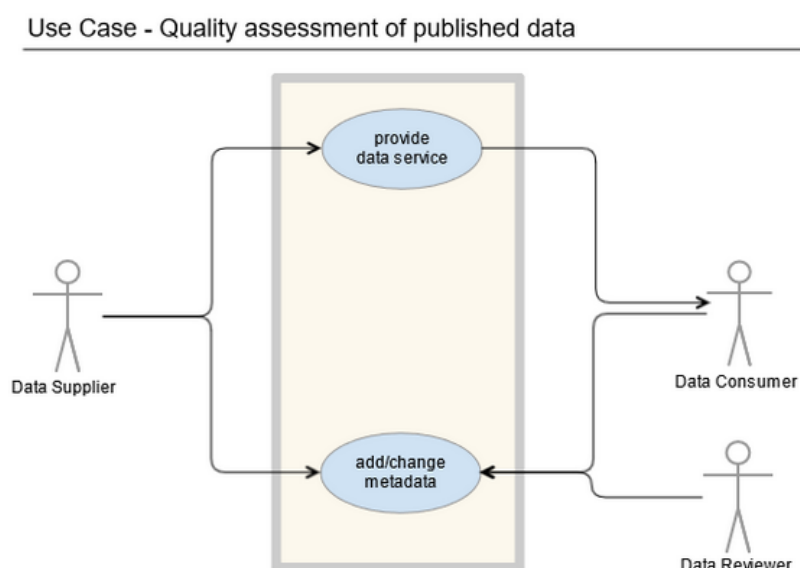 Use Case - Quality assessment of published data
provide
data service
Data Supplier
Data Consumer
add/change
metadata
Data Reviewer